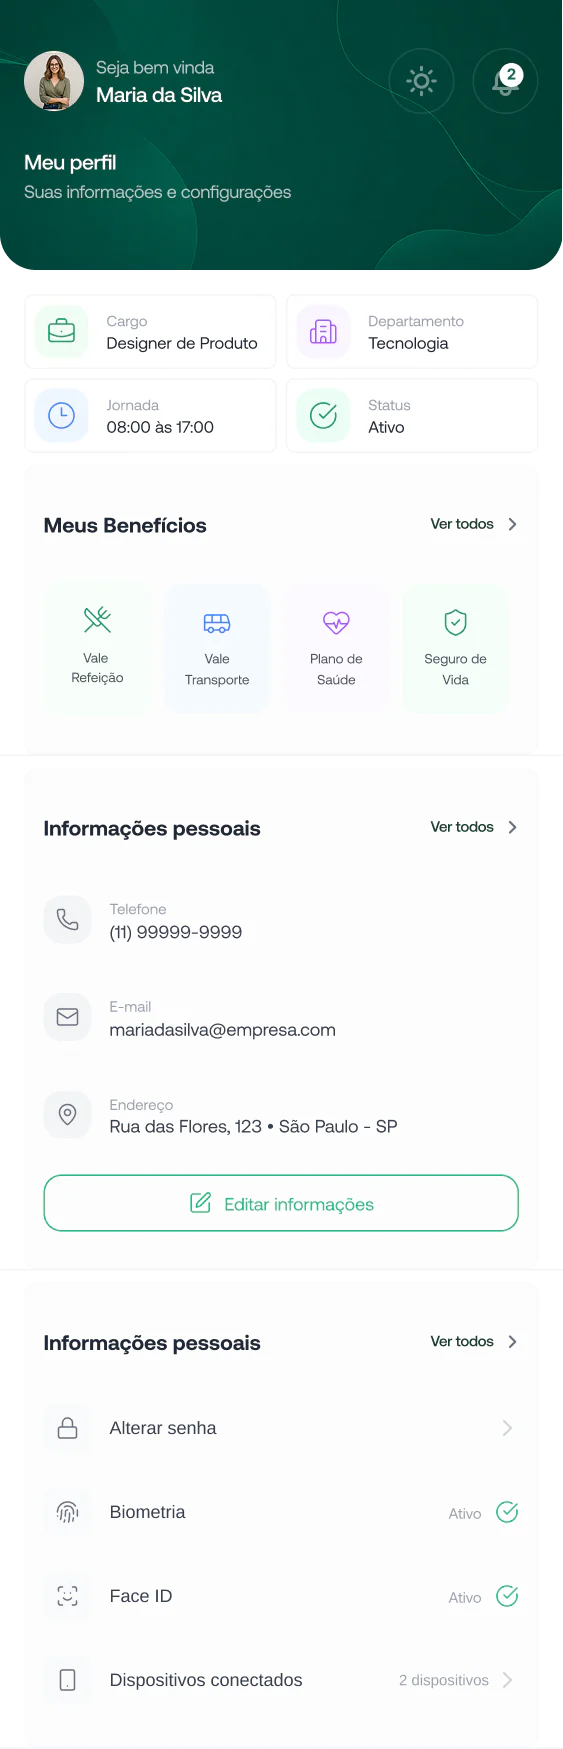 Seja bem vinda
Maria da Silva
2
Meu perfil
Suas informações e configurações
Cargo
Designer de Produto
Departamento
Tecnologia
Jornada
08:00 às 17:00
Status
Ativo
Meus Benefícios
Ver todos
Vale
Refeição
Vale
Transporte
Plano de
Saúde
Seguro de
Vida
Informações pessoais
Ver todos
Telefone
(11) 99999-9999
E-mail
mariadasilva@empresa.com
Endereço
Rua das Flores, 123 • São Paulo - SP
Editar informações
Informações pessoais
Ver todos
Alterar senha
Biometria
Ativo
Face ID
Ativo
Dispositivos conectados
2 dispositivos